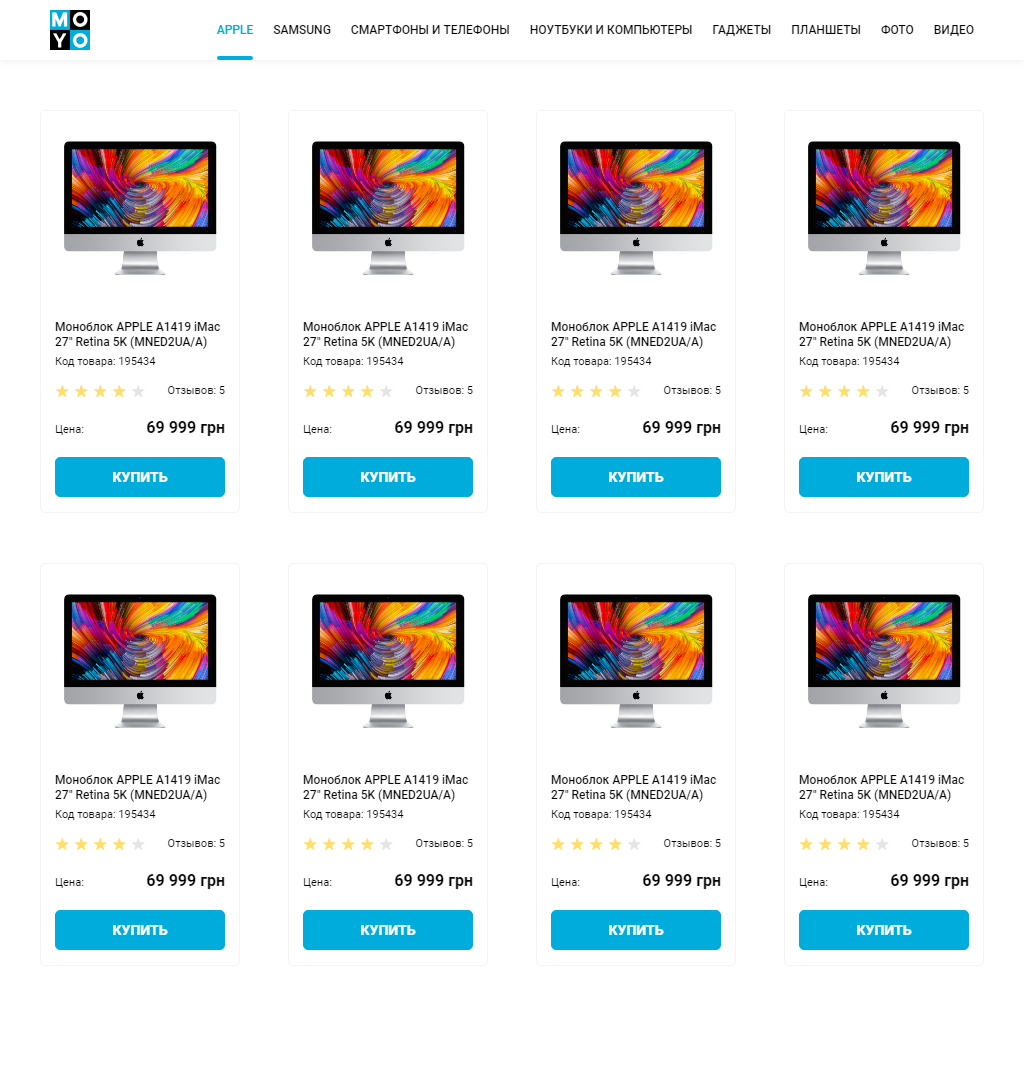 MO
YO
APPLE SAMSUNG СМАРТФОНЫ И ТЕЛЕФОНЫ НОУТБУКИ И КОМПЬЮТЕРЫ ГАДЖЕТЫ ПЛАНШЕТЫ ФОТО ВИДЕО
Моноблок APPLE A1419 iMac
27" Retina 5K (MNED2UA/A)
Код товара: 195434
Отзывов: 5
Цена: 69 999 грн
КУПИТЬ
Моноблок APPLE A1419 iMac
27" Retina 5K (MNED2UA/A)
Код товара: 195434
Отзывов: 5
Цена: 69 999 грн
КУПИТЬ
Моноблок APPLE A1419 iMac
27" Retina 5K (MNED2UA/A)
Код товара: 195434
Отзывов: 5
Цена: 69 999 грн
КУПИТЬ
Моноблок APPLE A1419 iMac
27" Retina 5K (MNED2UA/A)
Код товара: 195434
Отзывов: 5
Цена: 69 999 грн
КУПИТЬ
Моноблок APPLE A1419 iMac
27" Retina 5K (MNED2UA/A)
Код товара: 195434
Отзывов: 5
Цена: 69 999 грн
КУПИТЬ
Моноблок APPLE A1419 iMac
27" Retina 5K (MNED2UA/A)
Код товара: 195434
Отзывов: 5
Цена: 69 999 грн
КУПИТЬ
Моноблок APPLE A1419 iMac
27" Retina 5K (MNED2UA/A)
Код товара: 195434
Отзывов: 5
Цена: 69 999 грн
КУПИТЬ
Моноблок APPLE A1419 iMac
27" Retina 5K (MNED2UA/A)
Код товара: 195434
Отзывов: 5
Цена: 69 999 грн
КУПИТЬ